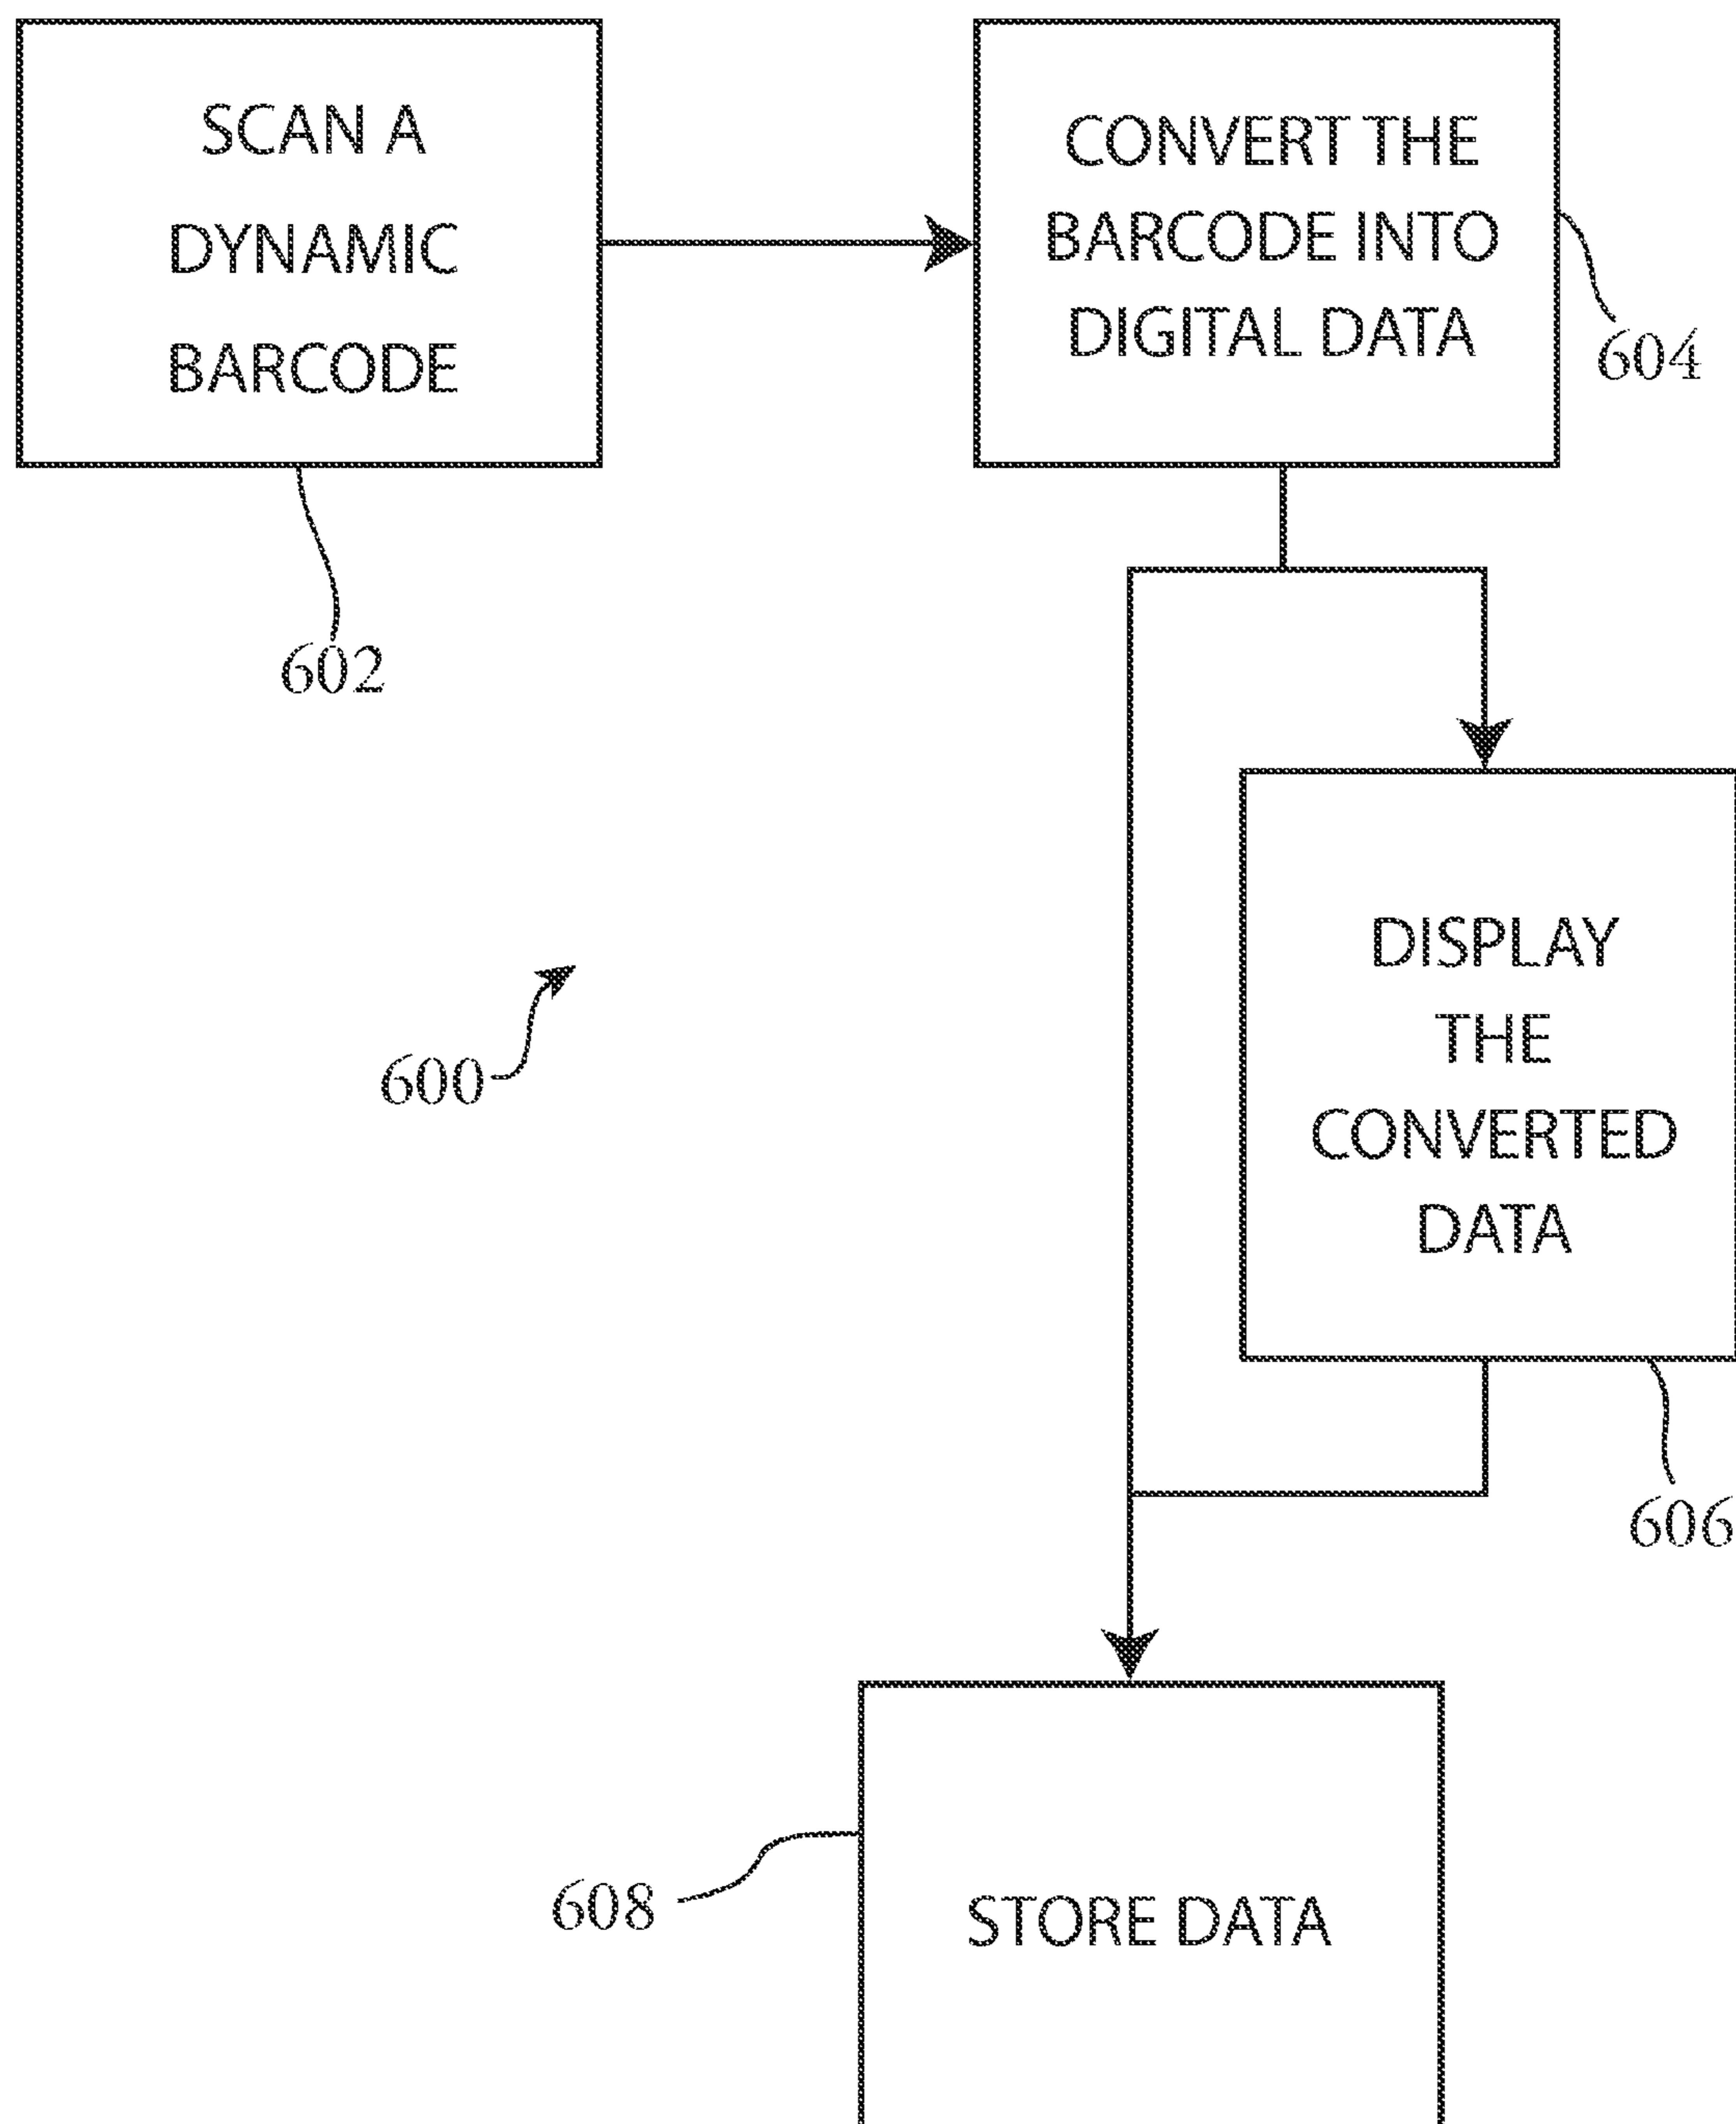 SCAN A
DYNAMIC
BARCODE
CONVERT THE
BARCODE INTO
DIGITAL DATA
604
602
DISPLAY
THE
CONVERTED
DATA
600
606
STORE DATA
608